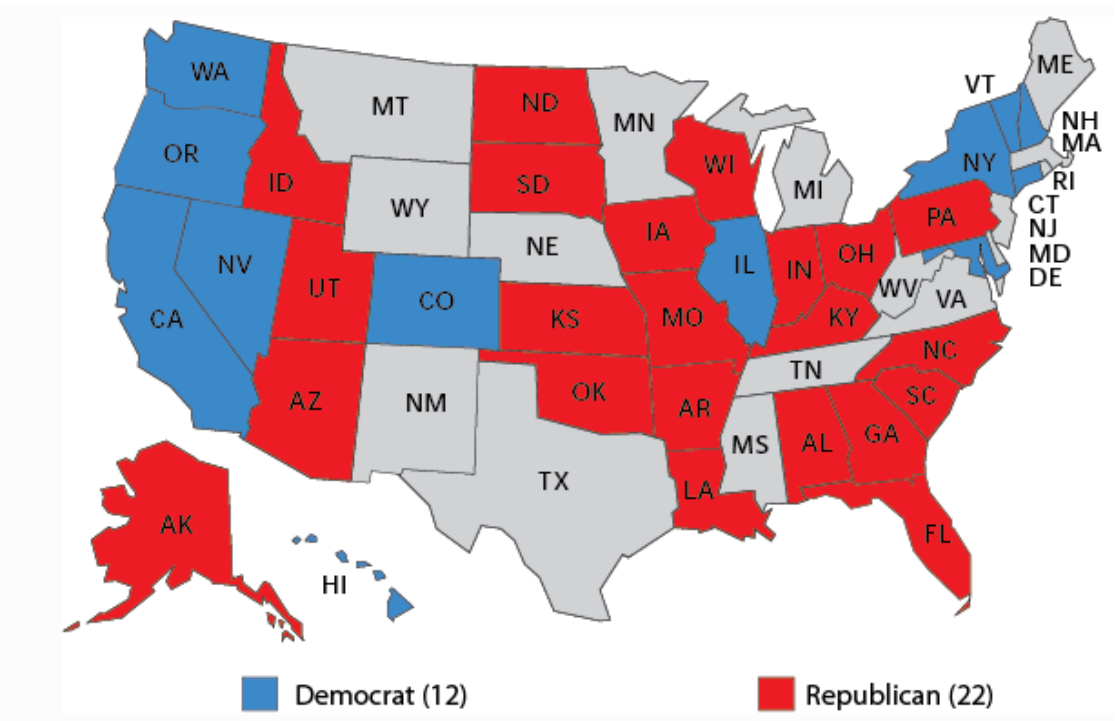 WA
MT
ND
MN
ME
VT
NH
MA
OR
ID
SD
WI
MI
NY
RI
WY
IA
PA
CT
NJ
MD
DE
NV
UT
CO
NE
IL
IN
OH
WV
VA
CA
KS
MO
KY
NC
TN
AZ
NM
OK
AR
SC
MS
AL
GA
TX
LA
FL
AK
HI
Democrat (12)
Republican (22)